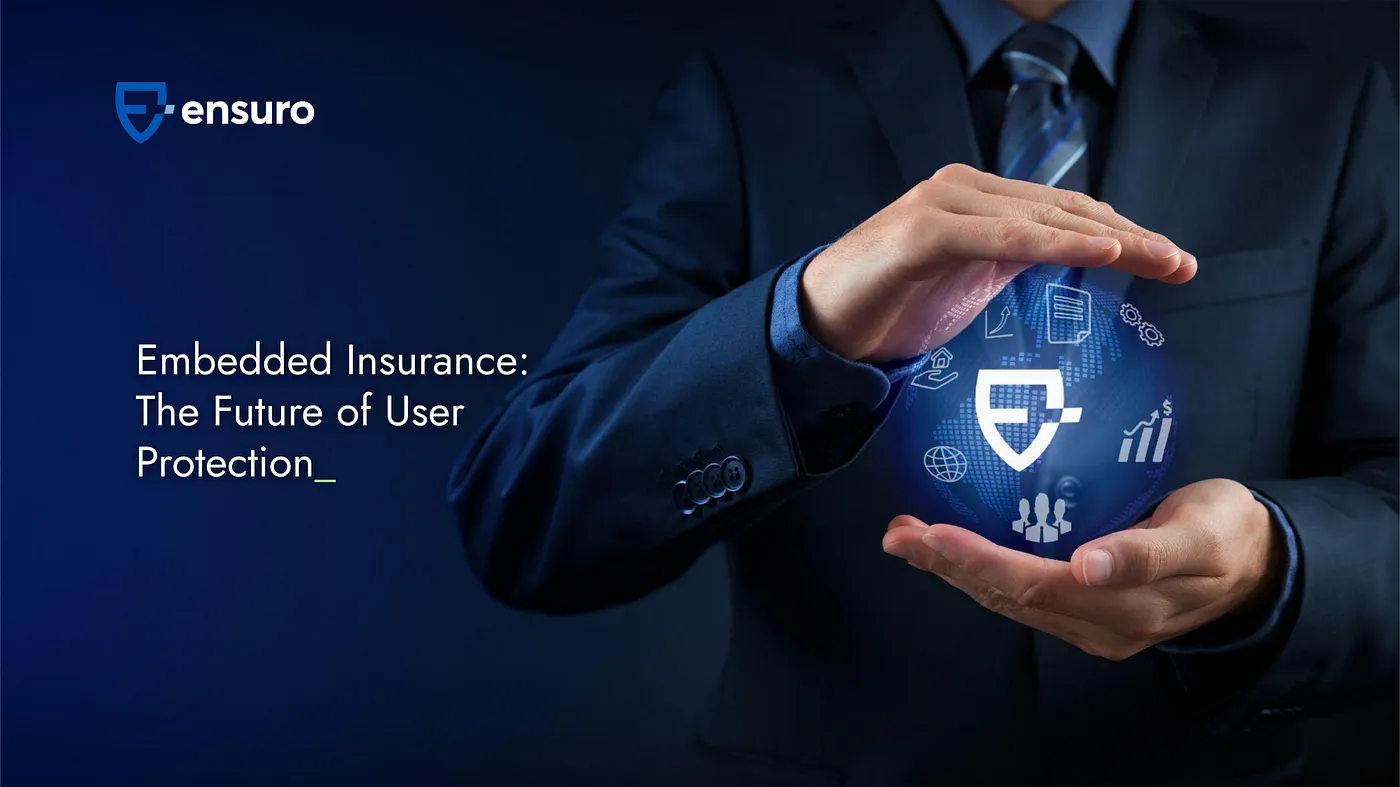 ensuro
Embedded Insurance:
The Future of User
Protection_